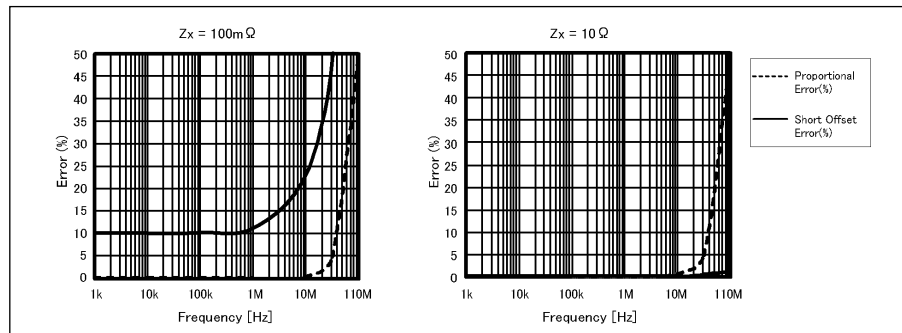 Zx = 100mΩ
50
45
40
35
30
25
20
15
10
5
0
Error (%)
1k 10k 100k 1M 10M 110M
Frequency [Hz]
Zx = 10Ω
50
45
40
35
30
25
20
15
10
5
0
Error (%)
1k 10k 100k 1M 10M 110M
Frequency [Hz]
Proportional
Error(%)
Short Offset
Error(%)